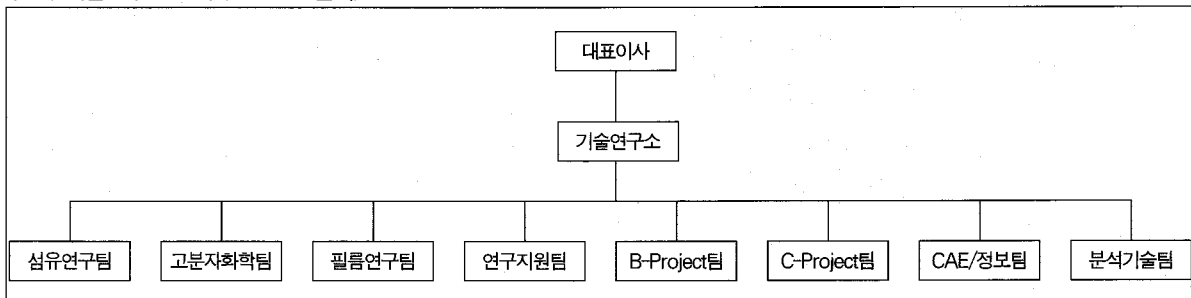 대표이사
기술연구소
섬유연구팀 고분자화학팀 필름연구팀 연구지원팀 B-Project팀 C-Project팀 CAE/정보팀 분석기술팀